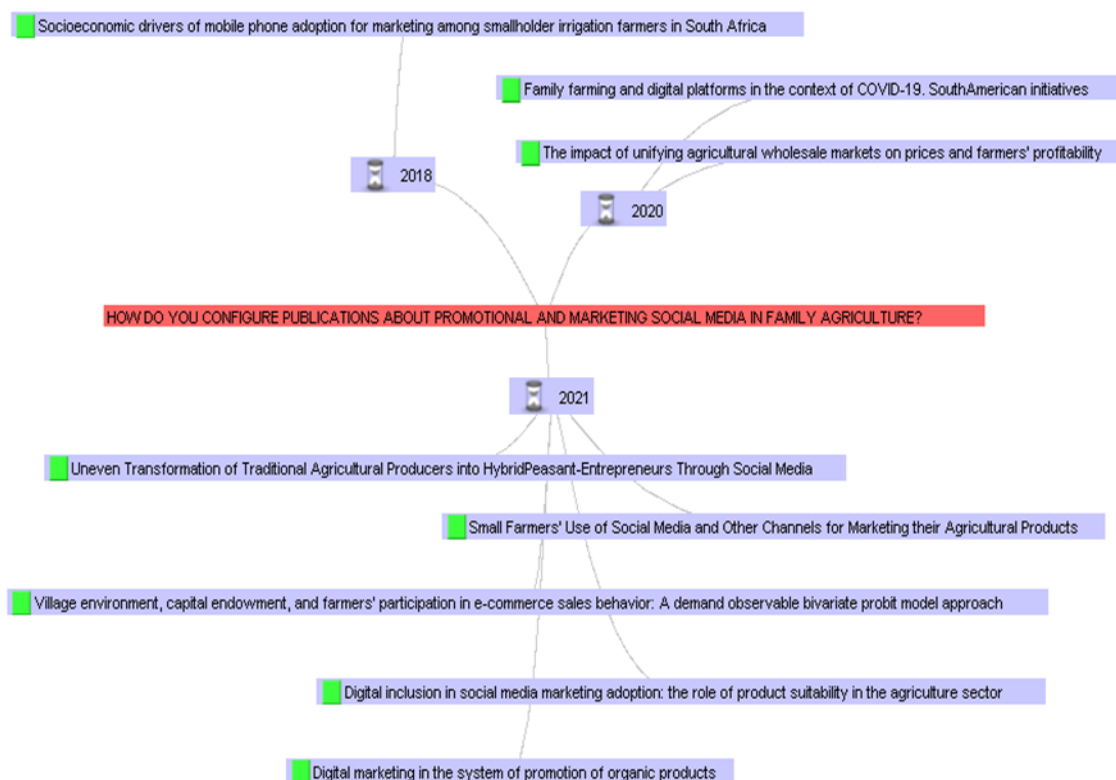 Socioeconomic drivers of mobile phone adoption for marketing among smallholder irrigation farmers in South Africa
Family farming and digital platforms in the context of COVID-19. SouthAmerican initiatives
The impact of unifying agricultural wholesale markets on prices and farmers' profitability
2018
2020
HOW DO YOU CONFIGURE PUBLICATIONS ABOUT PROMOTIONAL AND MARKETING SOCIAL MEDIA IN FAMILY AGRICULTURE?
2021
Uneven Transformation of Traditional Agricultural Producers into HybridPeasant-Entrepreneurs Through Social Media
Small Farmers' Use of Social Media and Other Channels for Marketing their Agricultural Products
Village environment, capital endowment, and farmers' participation in e-commerce sales behavior: A demand observable bivariate probit model approach
Digital inclusion in social media marketing adoption: the role of product suitability in the agriculture sector
Digital marketing in the system of promotion of organic products